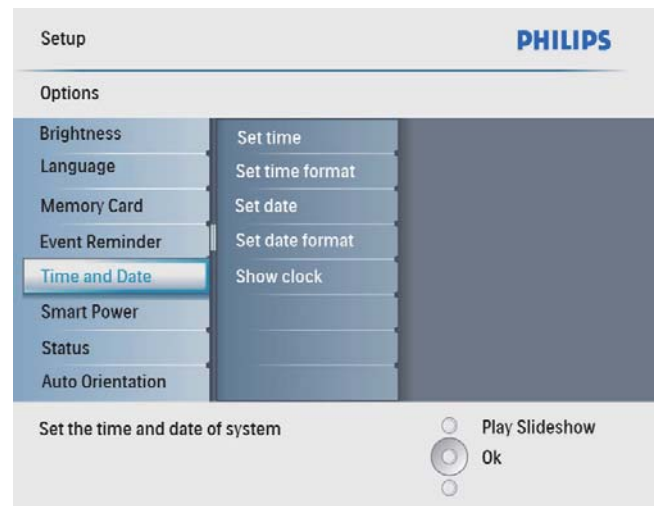 Setup
PHILIPS
Options
Brightness
Language
Memory Card
Event Reminder
Time and Date
Smart Power
Status
Auto Orientation
Set time
Set time format
Set date
Set date format
Show clock
Set the time and date of system
Play Slideshow
Ok